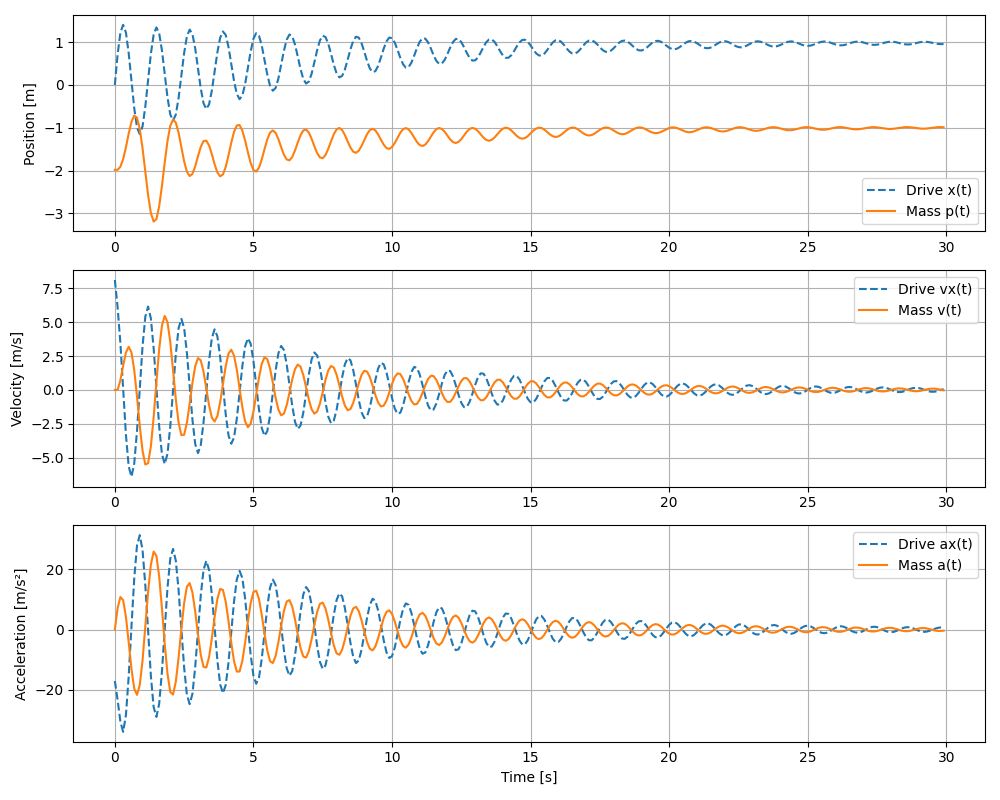 Position [m]
1
0
−1
−2
−3
Drive x(t)
Mass p(t)
0 5 10 15 20 25 30
Velocity [m/s]
7.5
5.0
2.5
0.0
−2.5
−5.0
Drive vx(t)
Mass v(t)
0 5 10 15 20 25 30
Acceleration [m/s²]
20
0
−20
Drive ax(t)
Mass a(t)
0 5 10 15 20 25 30
Time [s]